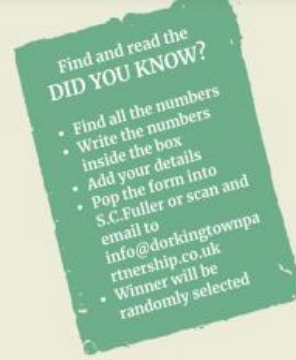 Find and read the
DID YOU KNOW?
• Find all the numbers
• Write the numbers
inside the box
• Add your details
• Pop the form into
S.C.Fuller or scan and
email to
info@dorkingtownpa
rtnership.co.uk
• Winner will be
randomly selected